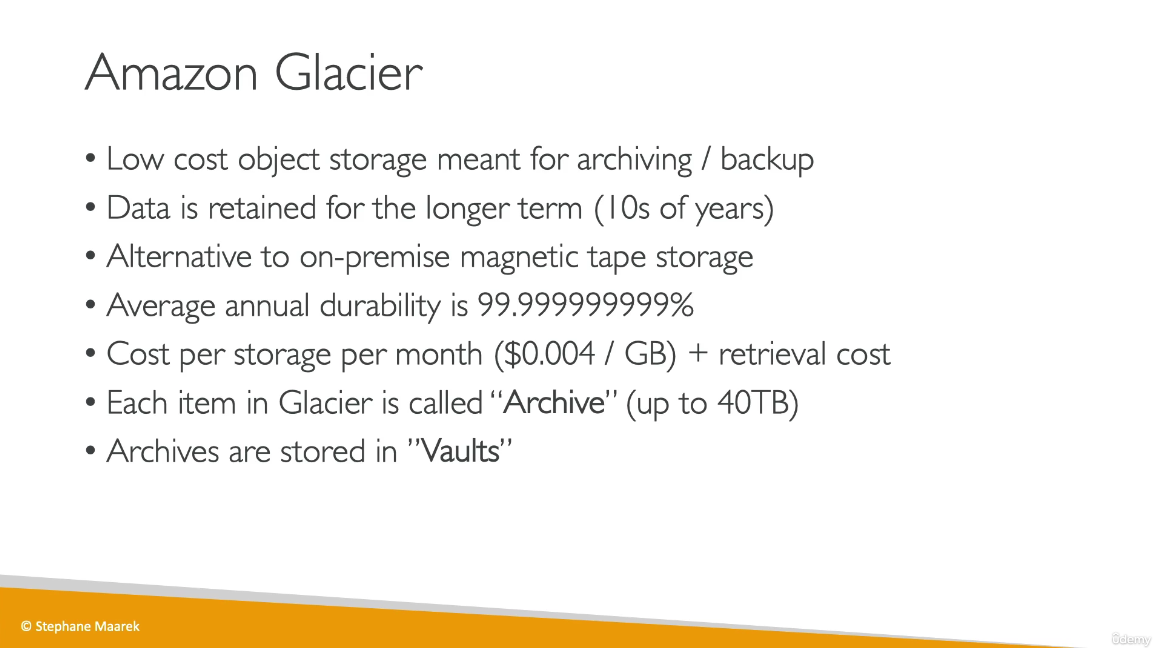 Amazon Glacier
• Low cost object storage meant for archiving / backup
• Data is retained for the longer term (10s of years)
• Alternative to on-premise magnetic tape storage
• Average annual durability is 99.999999999%
• Cost per storage per month ($0.004 / GB) + retrieval cost
• Each item in Glacier is called “Archive” (up to 40TB)
• Archives are stored in ”Vaults”
© Stephane Maarek
ûdemy